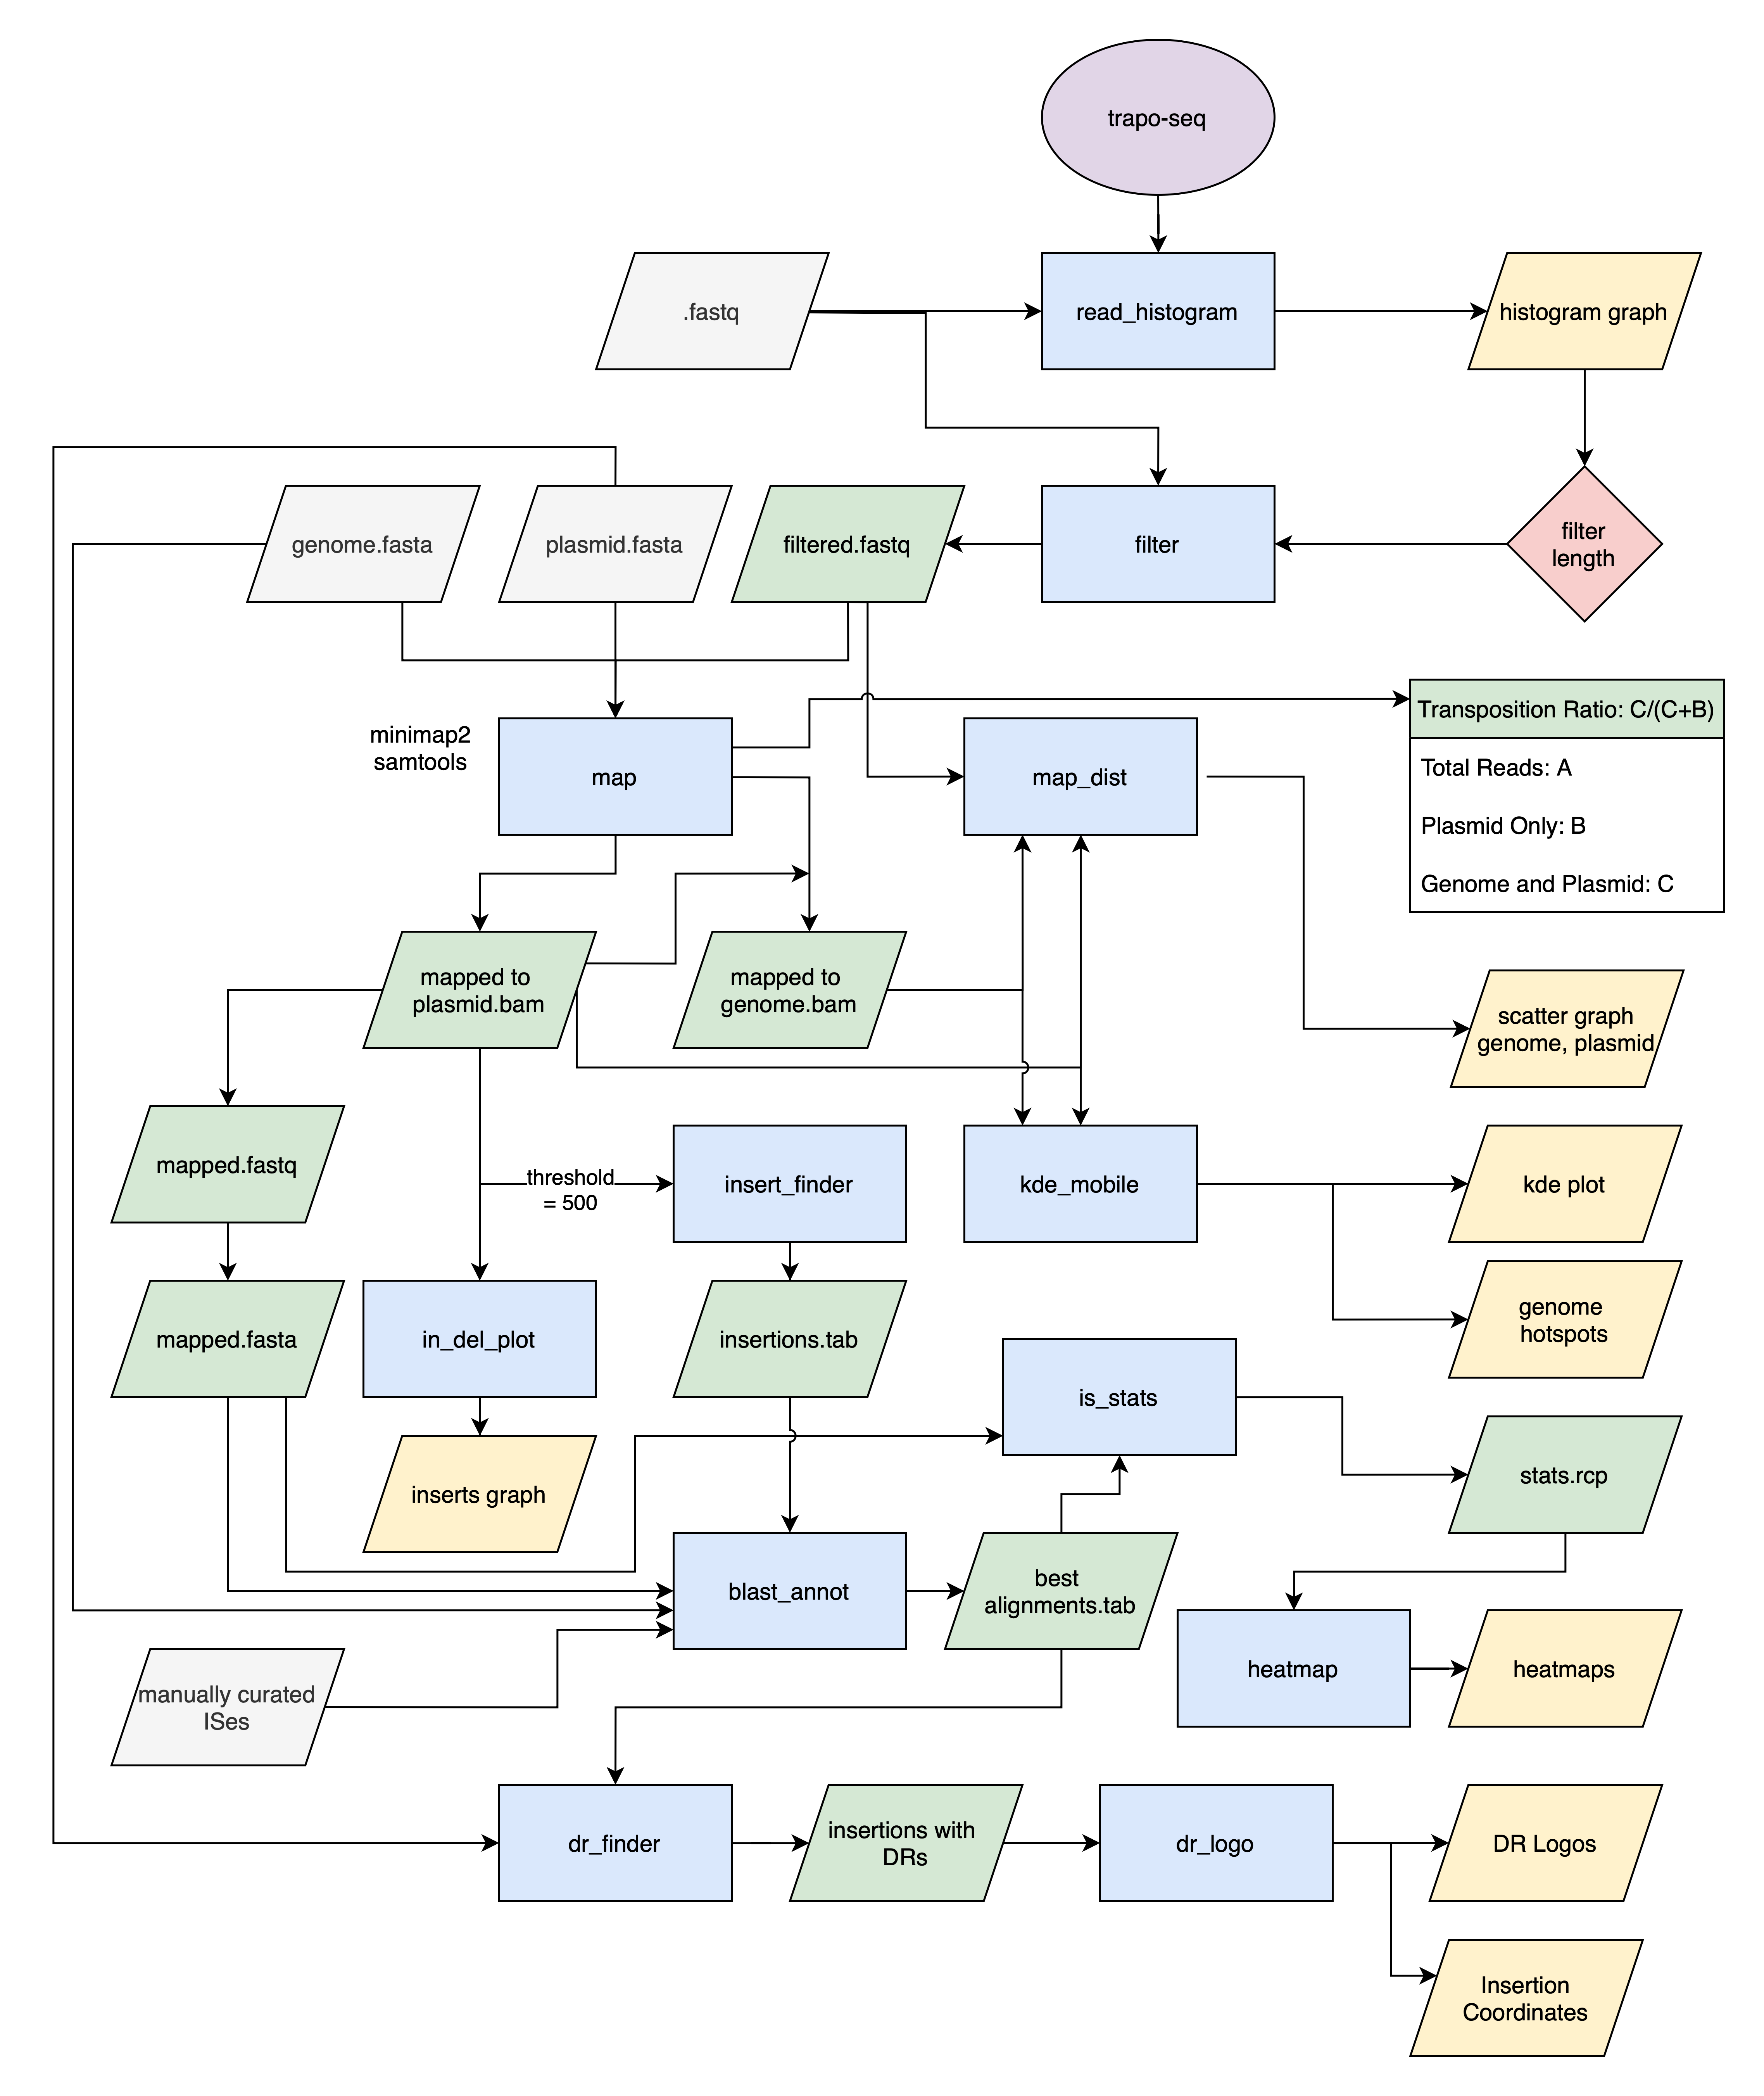 trapo-seq
.fastq
read_histogram
histogram graph
genome.fasta
plasmid.fasta
filtered.fastq
filter
filter
length
minimap2
samtools
map
map_dist
Transposition Ratio: C/(C+B)
Total Reads: A
Plasmid Only: B
Genome and Plasmid: C
mapped to
plasmid.bam
mapped to
genome.bam
scatter graph
genome, plasmid
mapped.fastq
threshold
= 500
insert_finder
kde_mobile
kde plot
genome
hotspots
mapped.fasta
in_del_plot
insertions.tab
is_stats
stats.rcp
inserts graph
blast_annot
best
alignments.tab
heatmap
heatmaps
manually curated
ISes
dr_finder
insertions with
DRs
dr_logo
DR Logos
Insertion
Coordinates